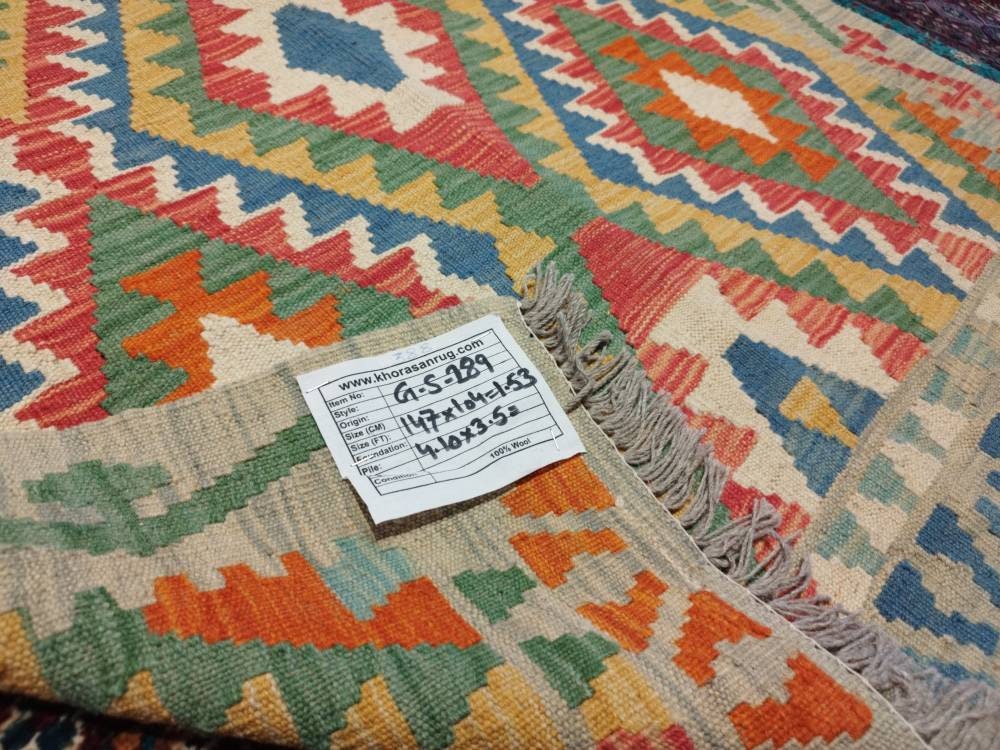 www.khorasanrug.com
Item No: G-S-289
Style:
Origin:
Size (CM) 147x104=1.53
Size (FT): 4.10x3.5=
Foundation:
Pile: 100% Wool
Condition